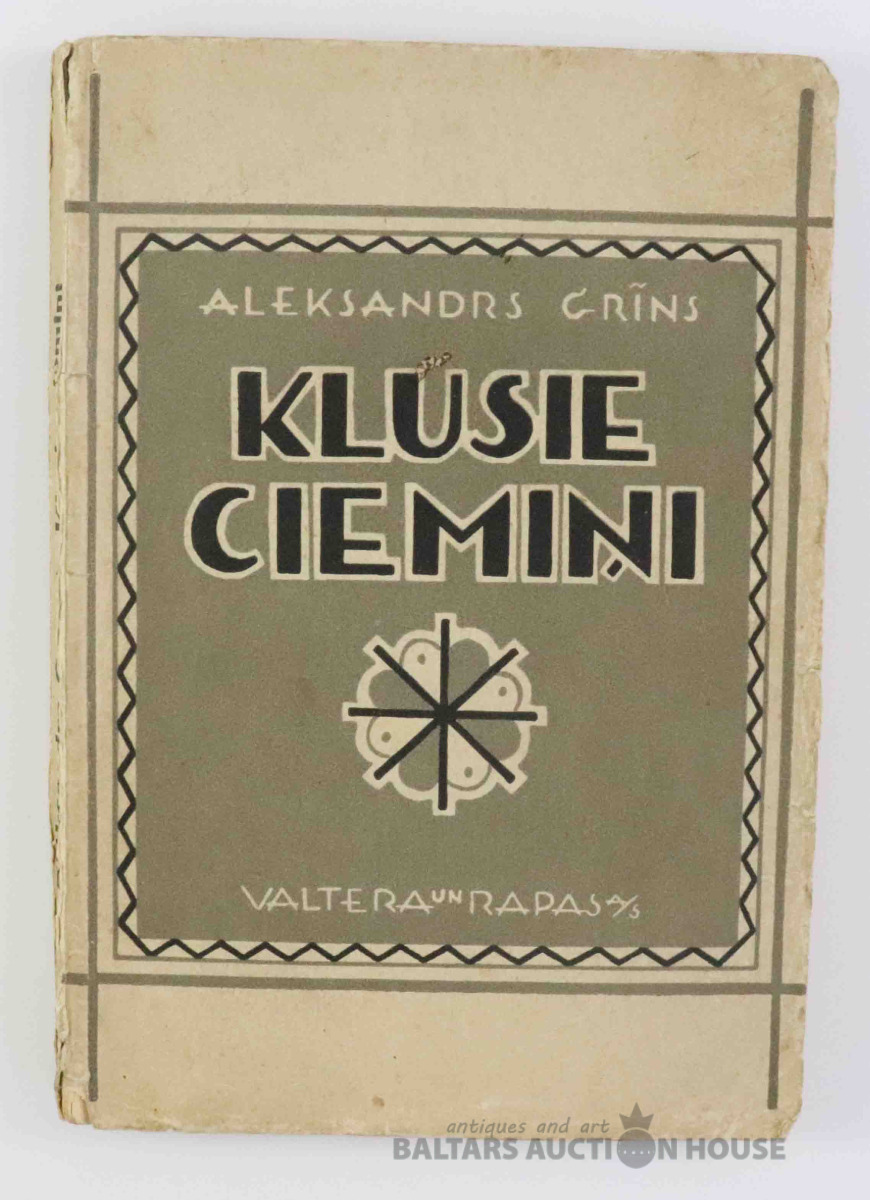 ALEKSANDRS GRĪNS
KLUSIE
CIEMIŅI
VALTERA UN RAPAS A/S
antiques and art
BALTARS AUCTION HOUSE